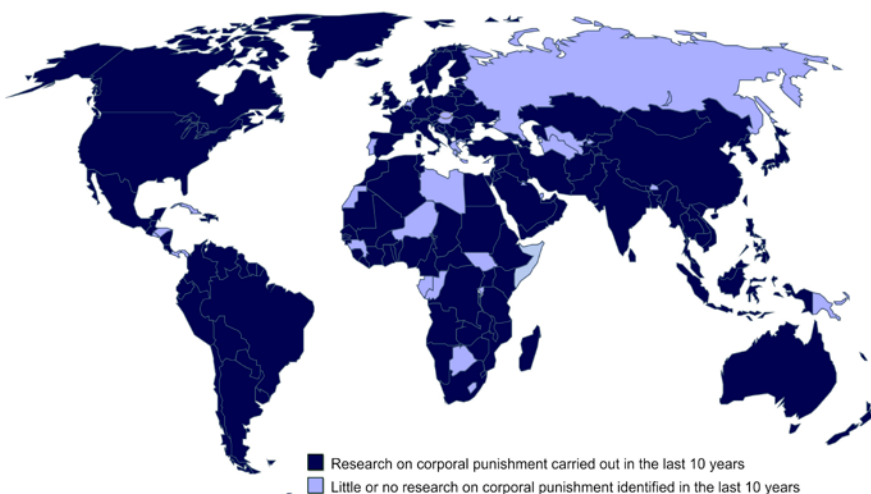 Research on corporal punishment carried out in the last 10 years
Little or no research on corporal punishment identified in the last 10 years